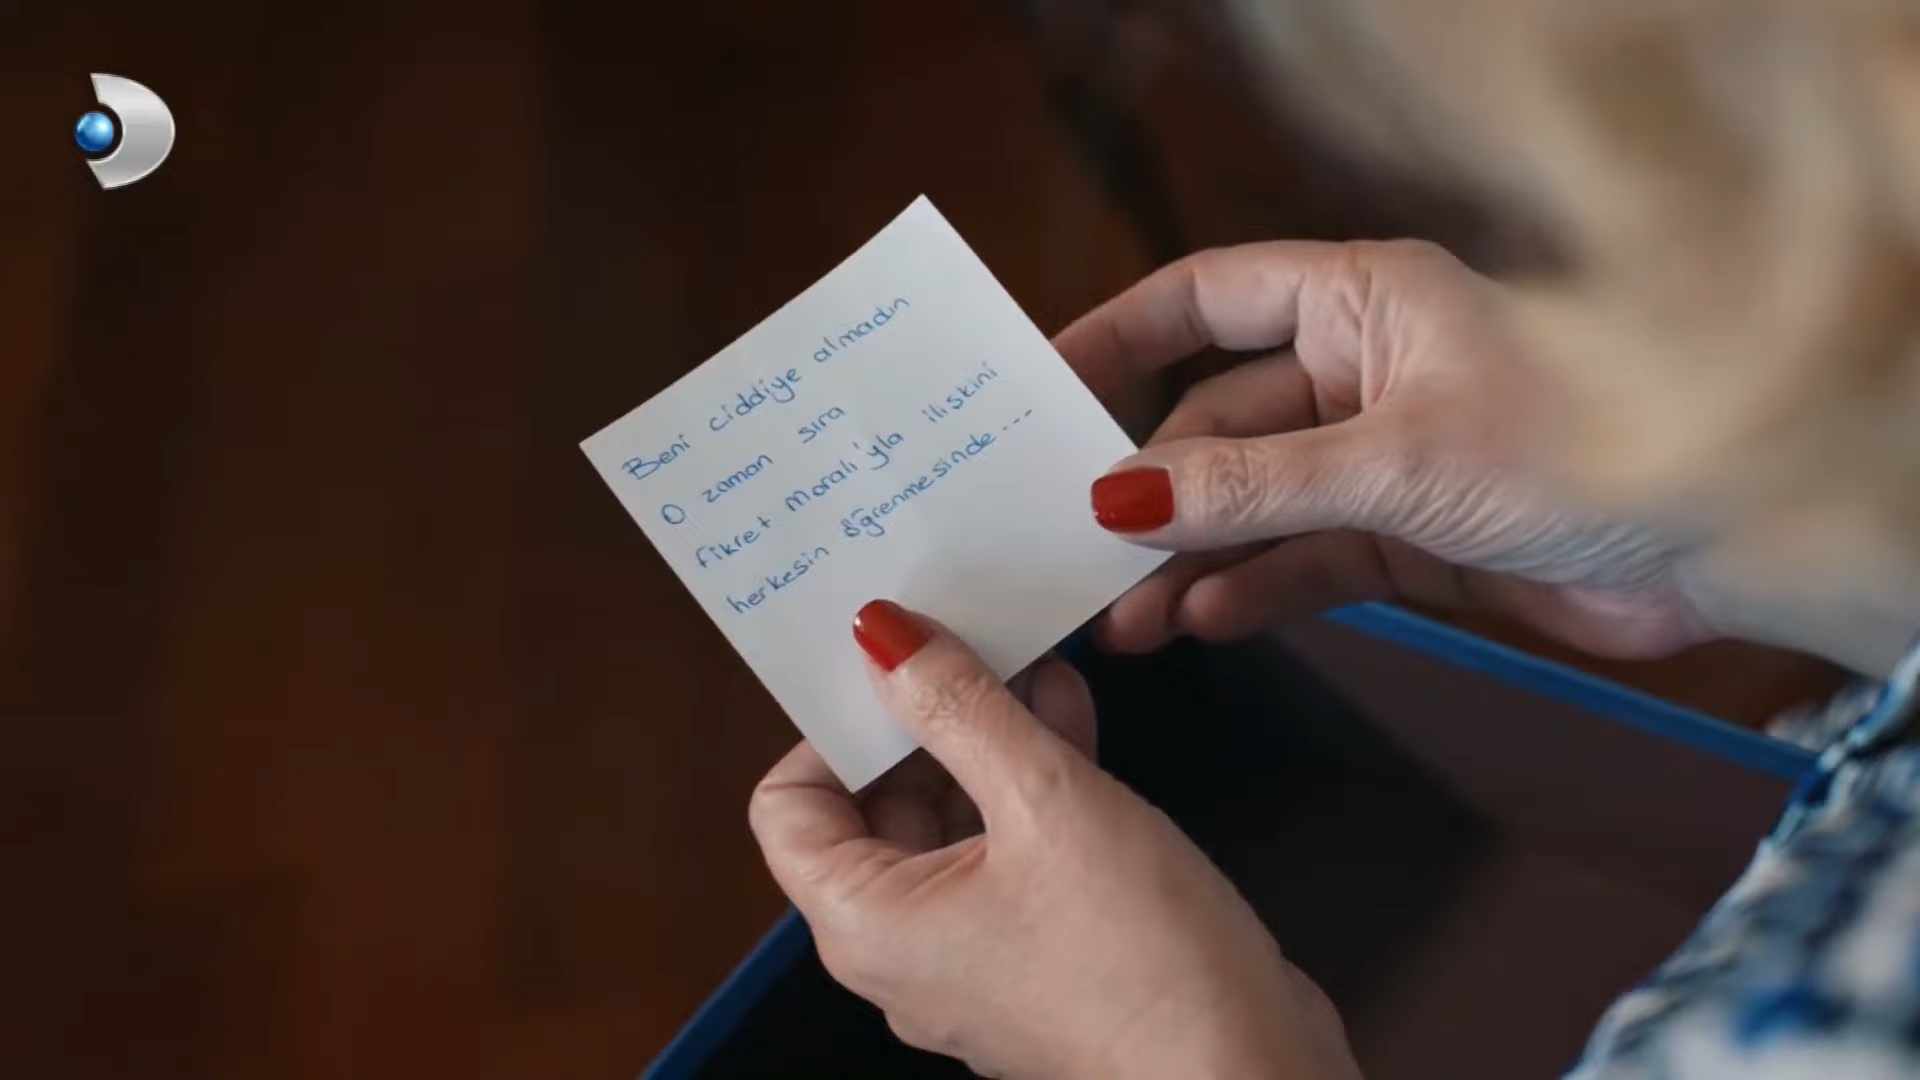 Beni ciddiye almadın
O zaman sıra
fikret moralı'yla ilişkini
herkesin öğrenmesinde...